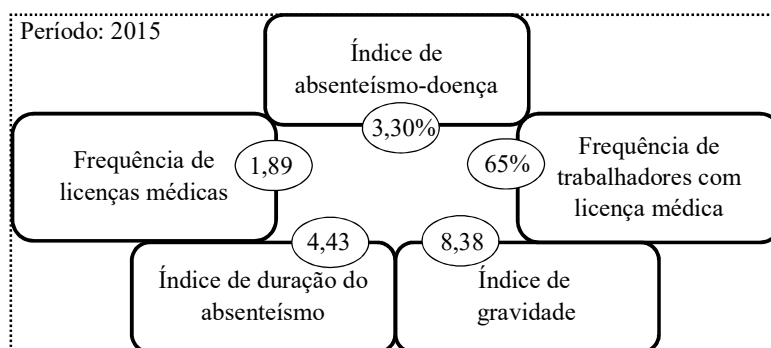 Período: 2015
Índice de
absenteísmo-doença
3,30%
Frequência de
licenças médicas
1,89
65%
Frequência de
trabalhadores com
licença médica
4,43
Índice de duração do
absenteísmo
8,38
Índice de
gravidade